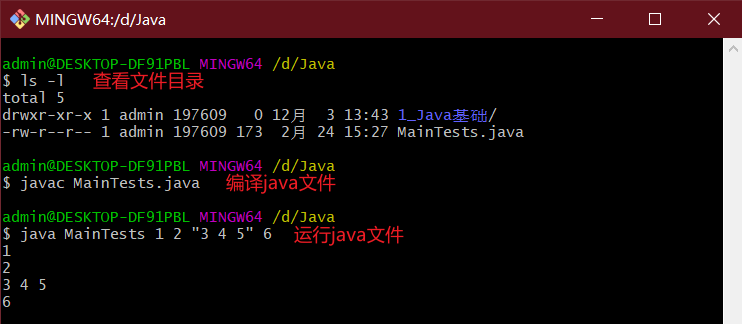 MINGW64:/d/Java
admin@DESKTOP-DF91PBL MINGW64 /d/Java
$ ls -l 查看文件目录
total 5
drwxr-xr-x 1 admin 197609 0 12月 3 13:43 1_Java基础/
-rw-r--r-- 1 admin 197609 173 2月 24 15:27 MainTests.java
admin@DESKTOP-DF91PBL MINGW64 /d/Java
$ javac MainTests.java 编译java文件
admin@DESKTOP-DF91PBL MINGW64 /d/Java
$ java MainTests 1 2 "3 4 5" 6 运行java文件
1
2
3 4 5
6